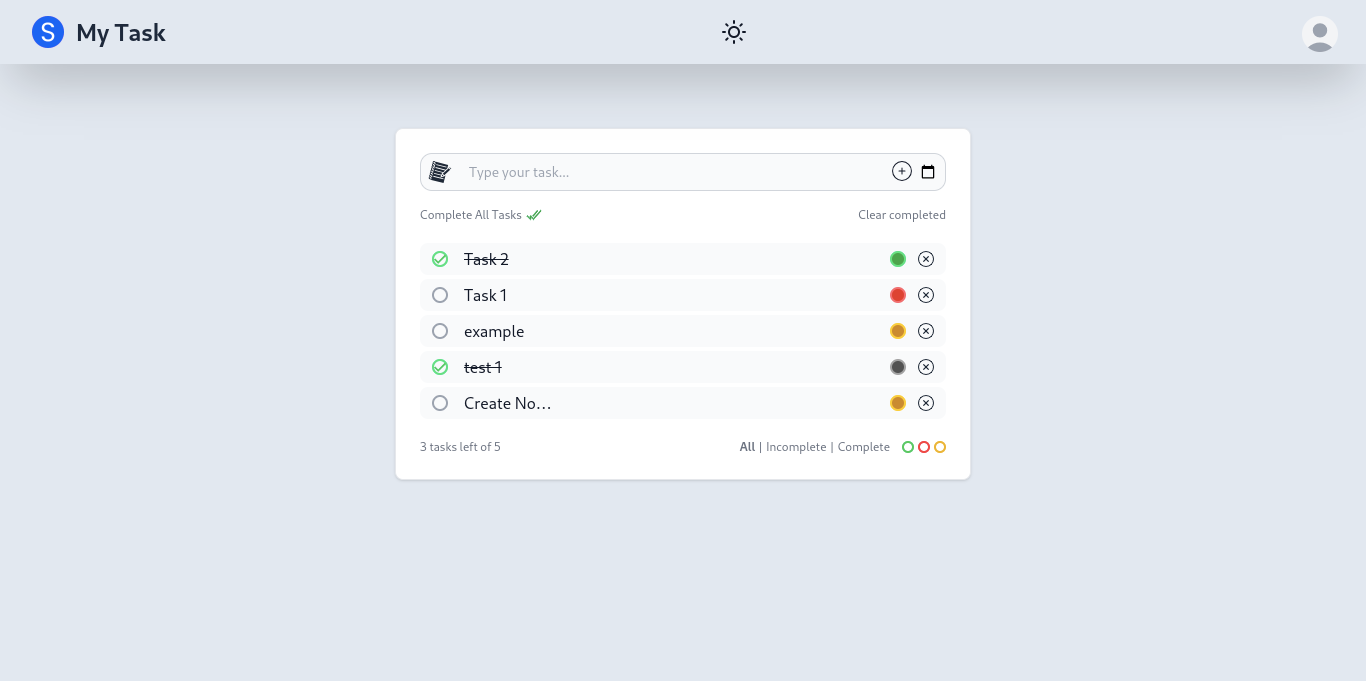 S My Task
Type your task...
Complete All Tasks Clear completed
Task 2
Task 1
example
test 1
Create No...
3 tasks left of 5 All | Incomplete | Complete